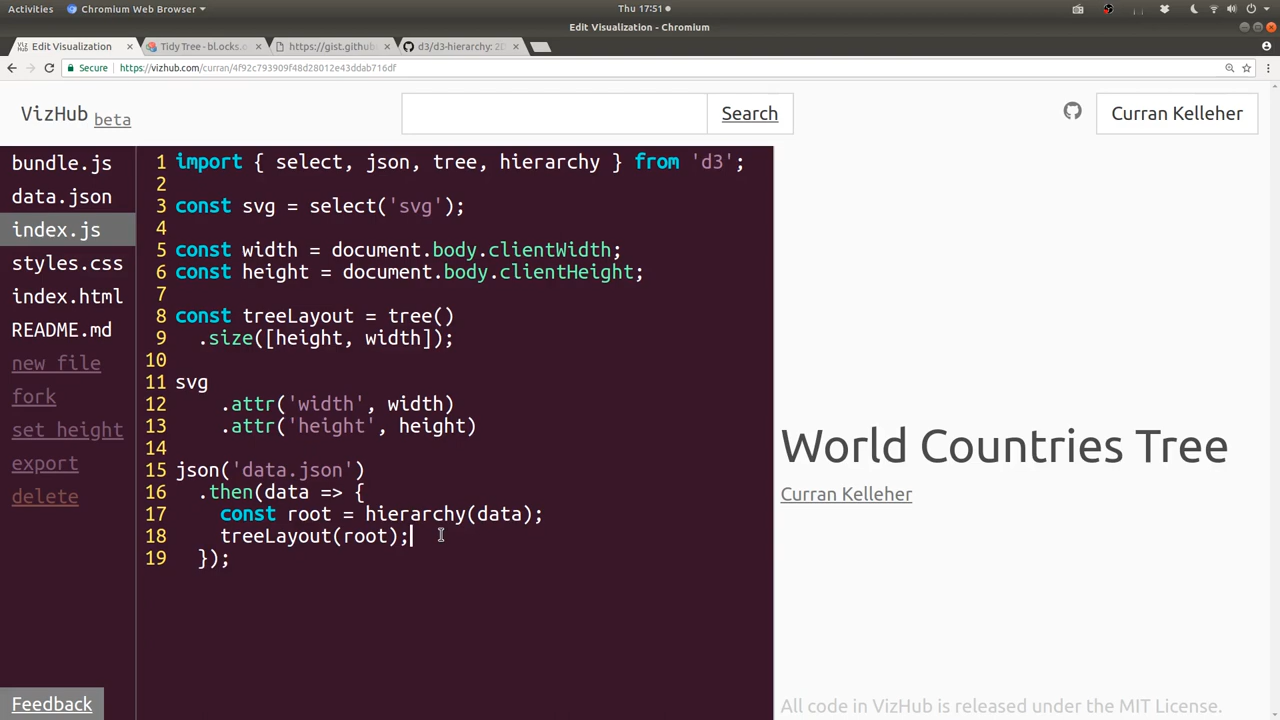 Activities Chromium Web Browser Thu 17:51
Edit Visualization - Chromium
Edit Visualization Tidy Tree - bl.ocks.o https://gist.github d3/d3-hierarchy: 2D
Secure https://vizhub.com/curran/4f92c793909f48d28012e43ddab716df
VizHub beta Search Curran Kelleher
bundle.js
data.json
index.js
styles.css
index.html
README.md
new file
fork
set height
export
delete
Feedback
1 import { select, json, tree, hierarchy } from 'd3';
2
3 const svg = select('svg');
4
5 const width = document.body.clientWidth;
6 const height = document.body.clientHeight;
7
8 const treeLayout = tree()
9 .size([height, width]);
10
11 svg
12 .attr('width', width)
13 .attr('height', height)
14
15 json('data.json')
16 .then(data => {
17 const root = hierarchy(data);
18 treeLayout(root);
19 });
World Countries Tree
Curran Kelleher
All code in VizHub is released under the MIT License.